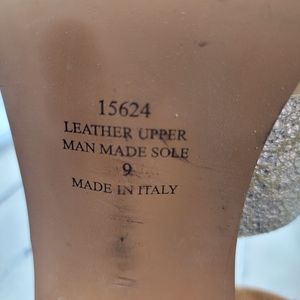 15624
LEATHER UPPER
MAN MADE SOLE
9
MADE IN ITALY